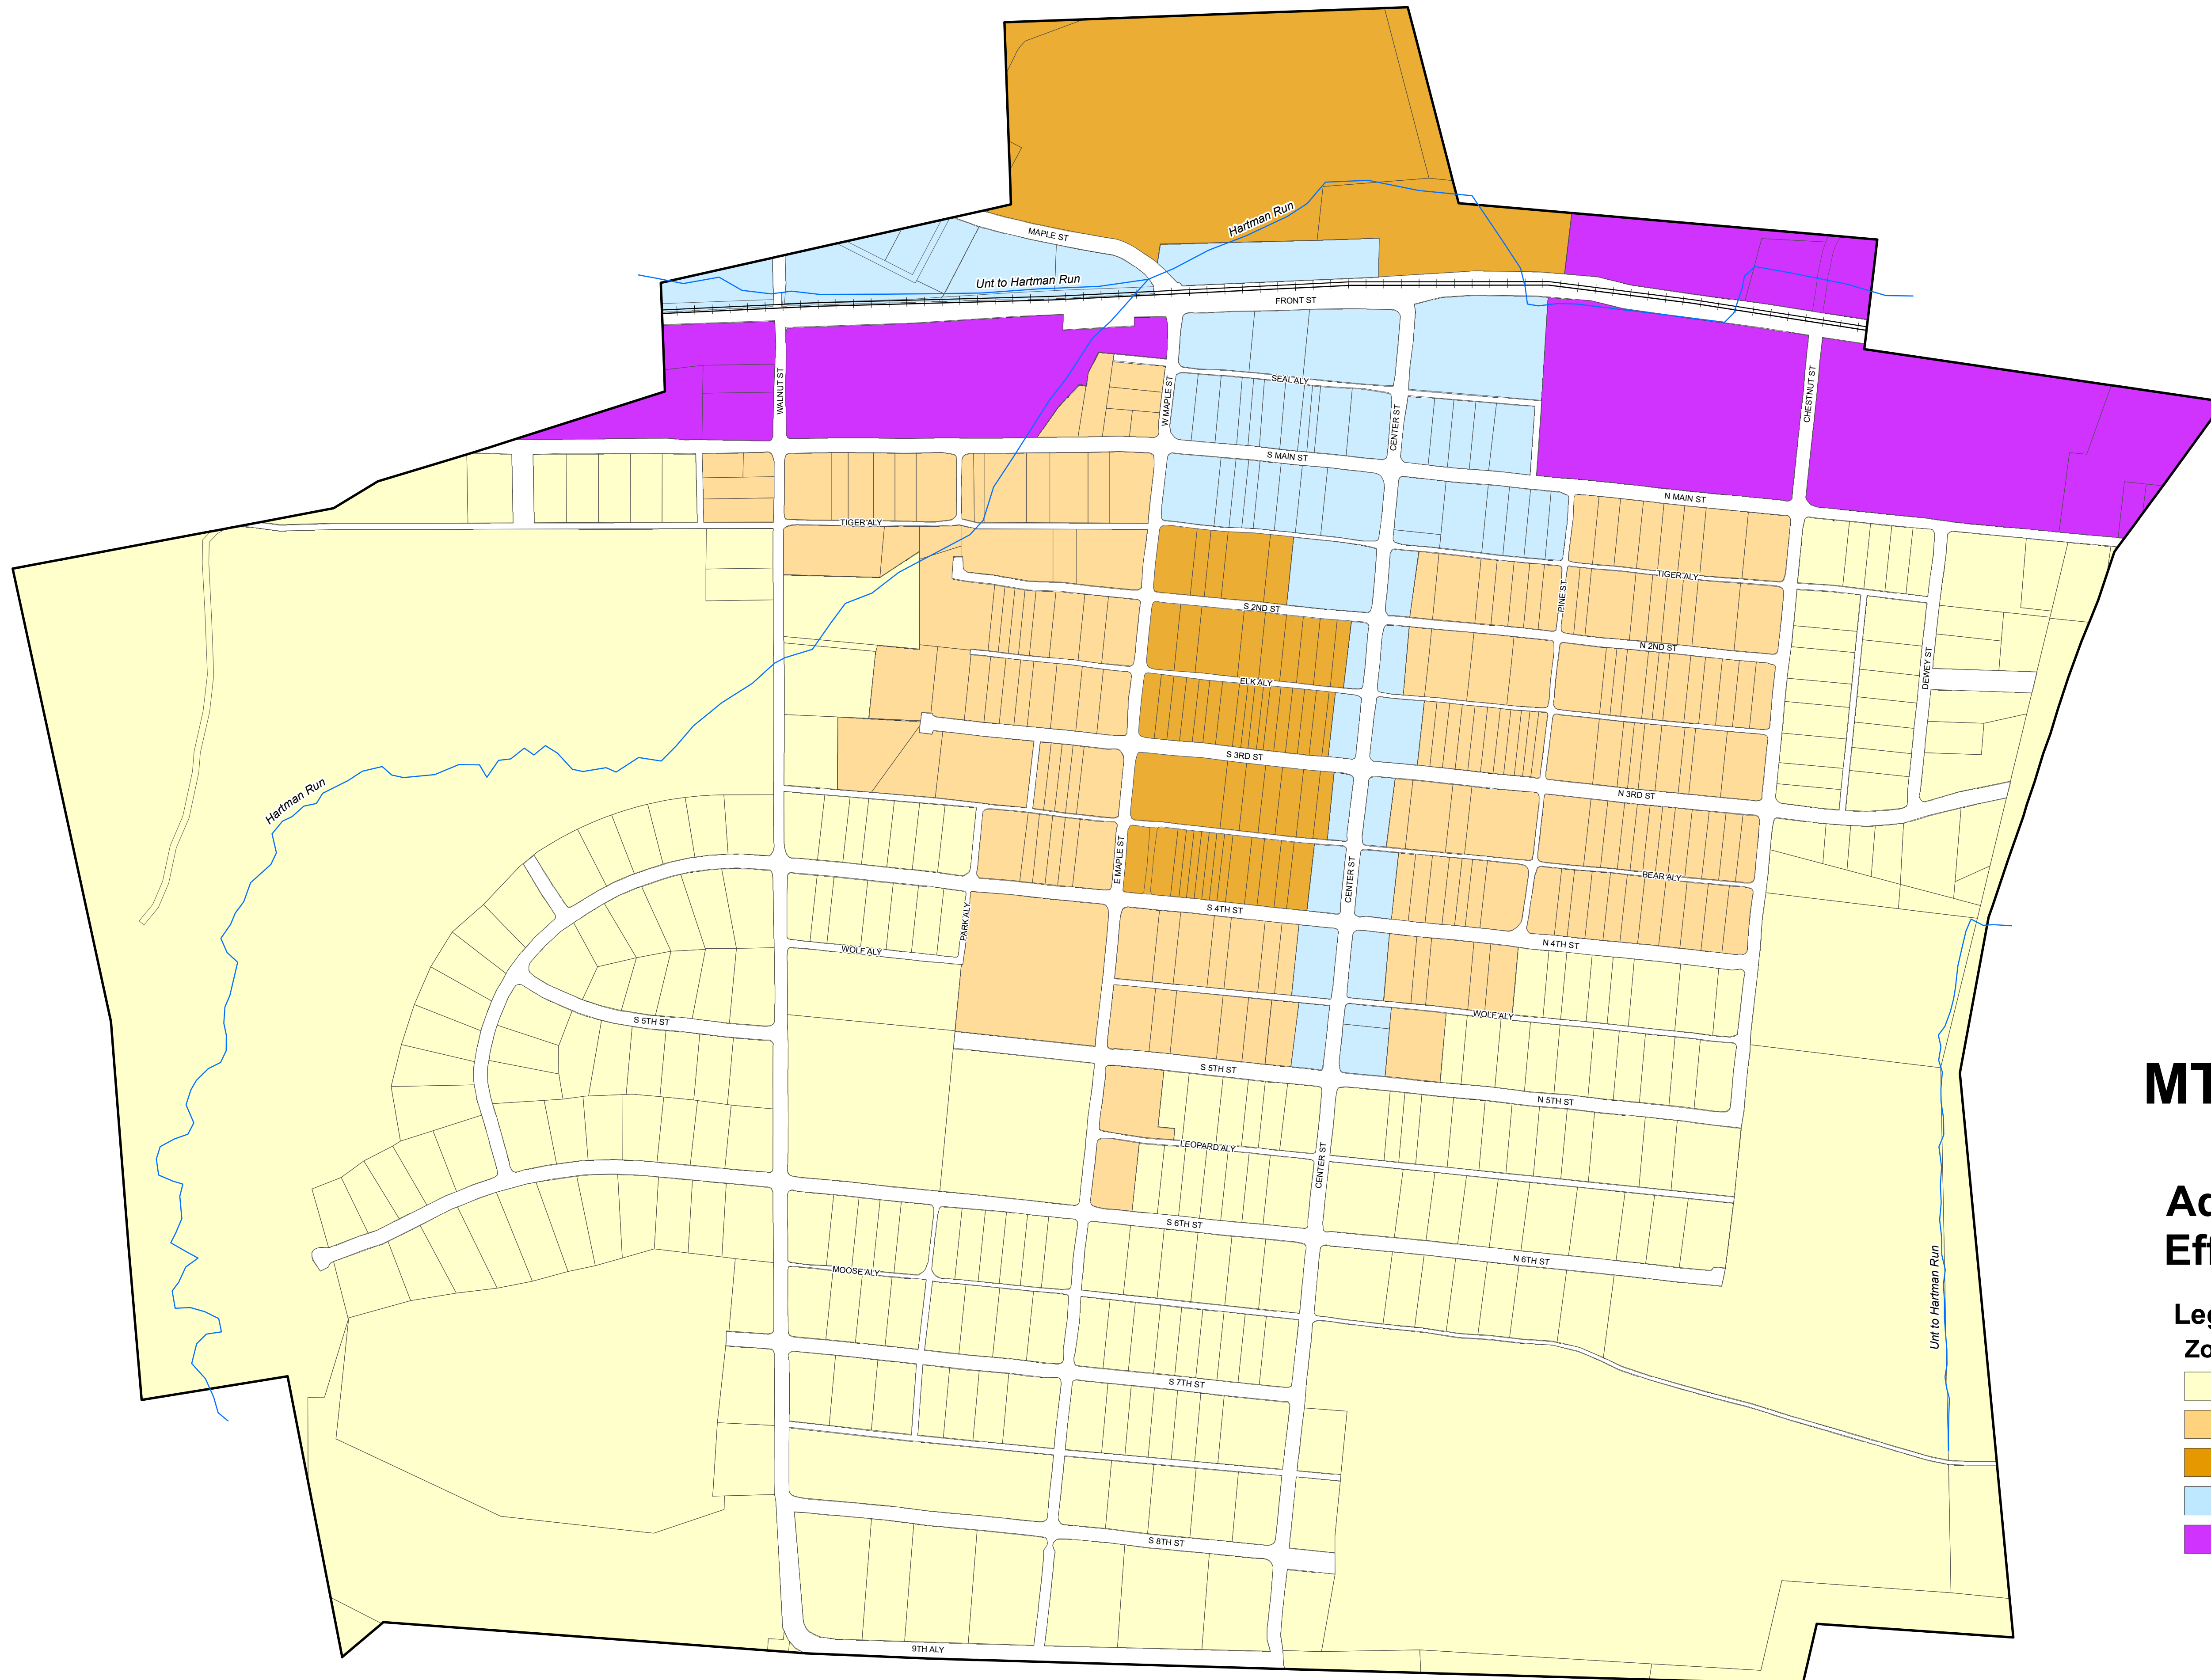 Hartman Run
MAPLE ST
Unt to Hartman Run
FRONT ST
SEAL ALY
WALNUT ST
W MAPLE ST
CENTER ST
CHESTNUT ST
S MAIN ST
N MAIN ST
TIGER ALY
TIGER ALY
PINE ST
S 2ND ST
N 2ND ST
DEWEY ST
ELK ALY
S 3RD ST
N 3RD ST
Hartman Run
E MAPLE ST
CENTER ST
BEAR ALY
S 4TH ST
N 4TH ST
PARK ALY
WOLF ALY
WOLF ALY
S 5TH ST
S 5TH ST
N 5TH ST
MT
LEOPARD ALY
CENTER ST
Ad
Eff
S 6TH ST
N 6TH ST
MOOSE ALY
Unt to Hartman Run
Leg
Zo
S 7TH ST
S 8TH ST
9TH ALY